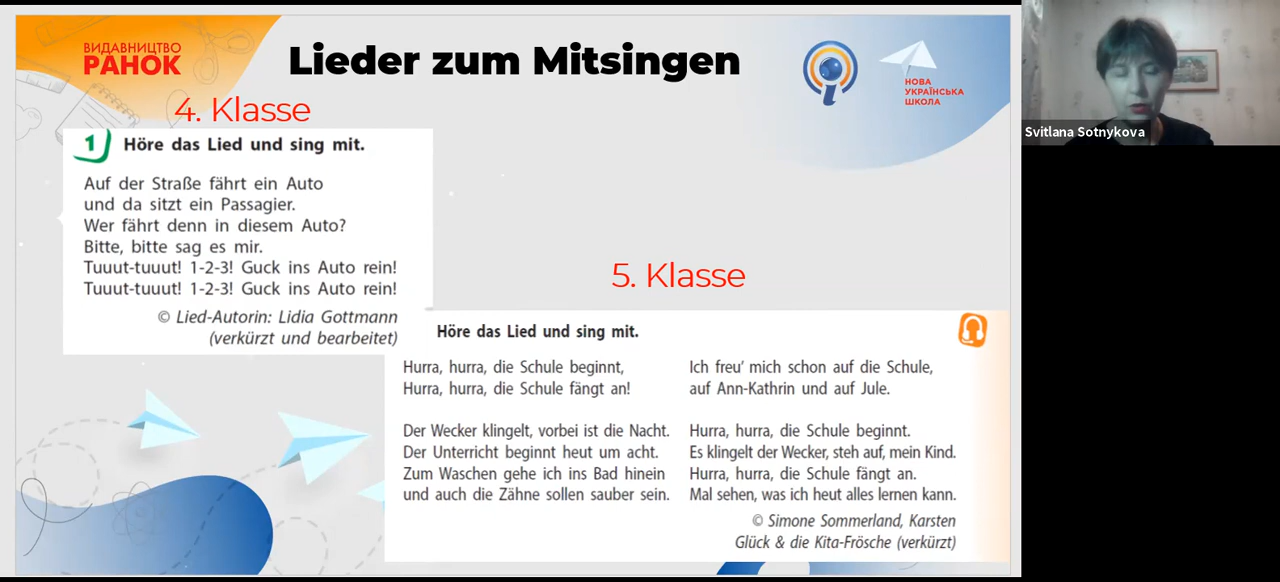 ВИДАВНИЦТВО
РАНОК
Lieder zum Mitsingen
НОВА
УКРАЇНСЬКА
ШКОЛА
Svitlana Sotnykova
4. Klasse
1 Höre das Lied und sing mit.
Auf der Straße fährt ein Auto
und da sitzt ein Passagier.
Wer fährt denn in diesem Auto?
Bitte, bitte sag es mir.
Tuuut-tuuut! 1-2-3! Guck ins Auto rein!
Tuuut-tuuut! 1-2-3! Guck ins Auto rein!
© Lied-Autorin: Lidia Gottmann
(verkürzt und bearbeitet)
5. Klasse
Höre das Lied und sing mit.
Hurra, hurra, die Schule beginnt,
Hurra, hurra, die Schule fängt an!
Der Wecker klingelt, vorbei ist die Nacht.
Der Unterricht beginnt heut um acht.
Zum Waschen gehe ich ins Bad hinein
und auch die Zähne sollen sauber sein.
Ich freu’ mich schon auf die Schule,
auf Ann-Kathrin und auf Jule.
Hurra, hurra, die Schule beginnt.
Es klingelt der Wecker, steh auf, mein Kind.
Hurra, hurra, die Schule fängt an.
Mal sehen, was ich heut alles lernen kann.
© Simone Sommerland, Karsten
Glück & die Kita-Frösche (verkürzt)